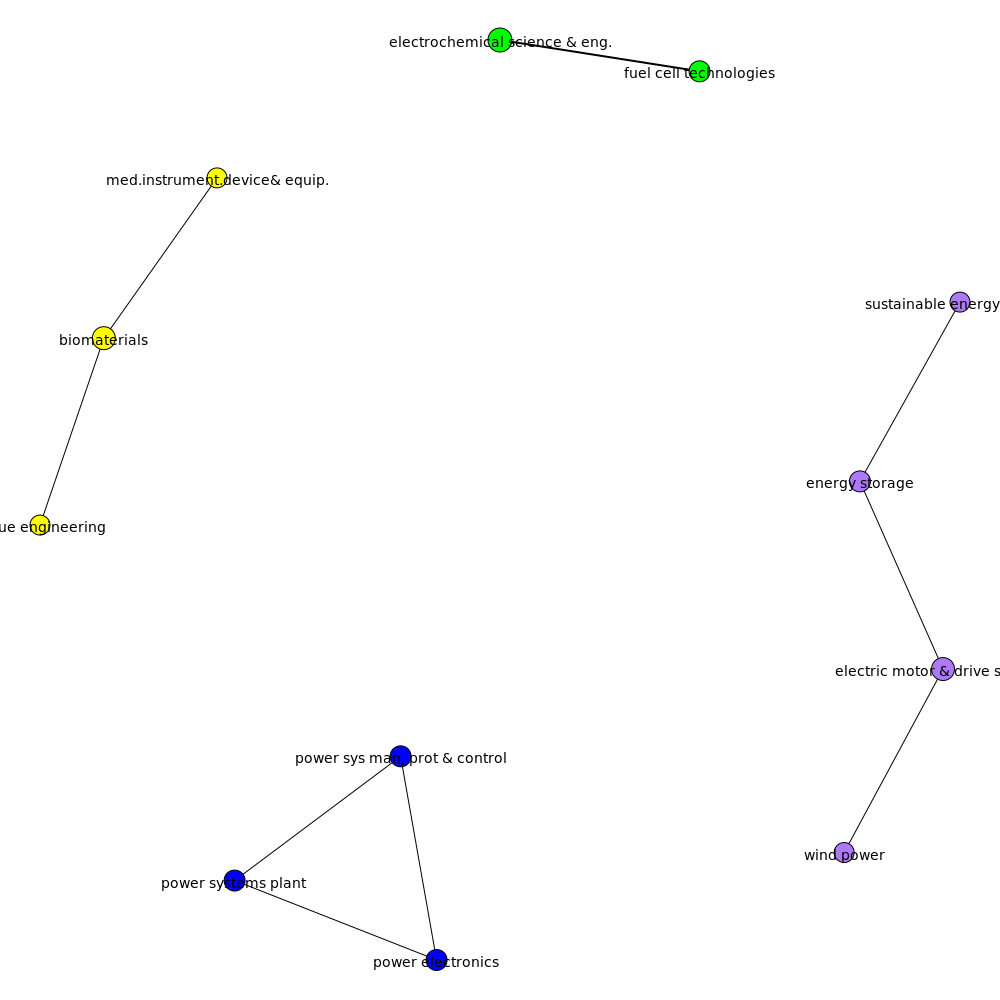 electrochemical science & eng.
fuel cell technologies
med.instrument.device& equip.
sustainable energy
biomaterials
energy storage
ue engineering
electric motor & drive s
power sys man, prot & control
wind power
power systems plant
power electronics